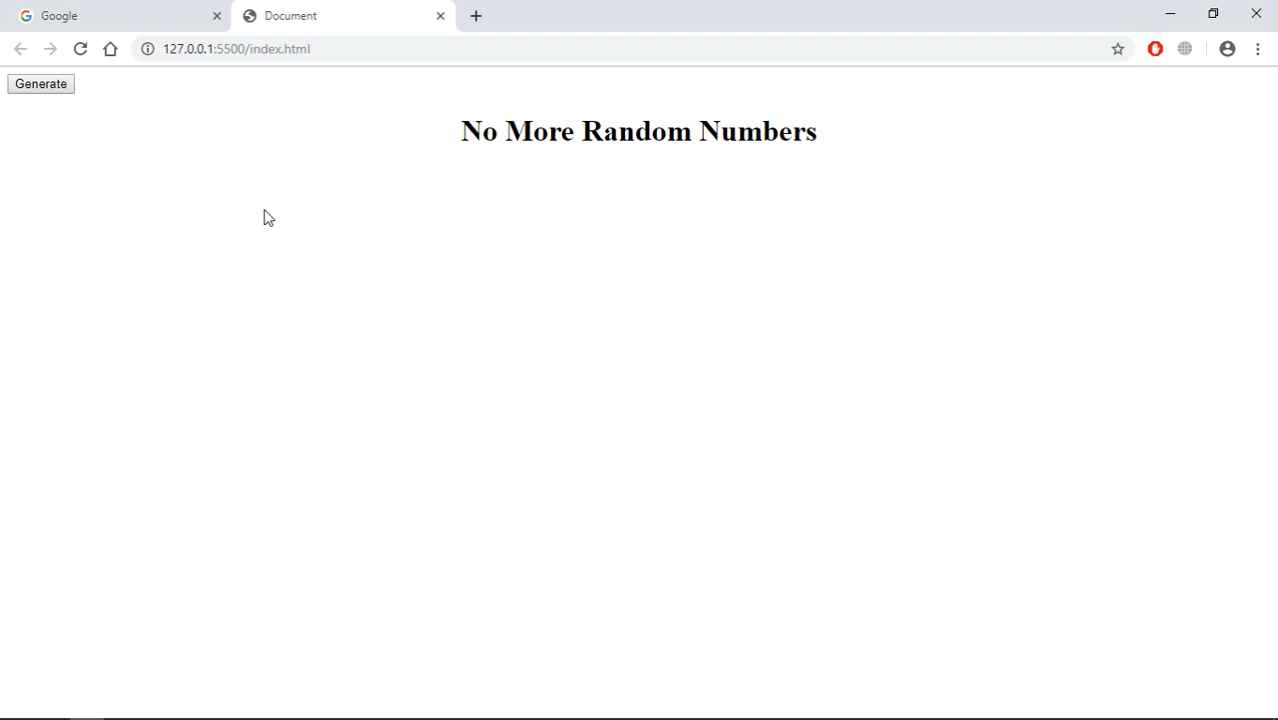 Google
Document
127.0.0.1:5500/index.html
Generate
No More Random Numbers